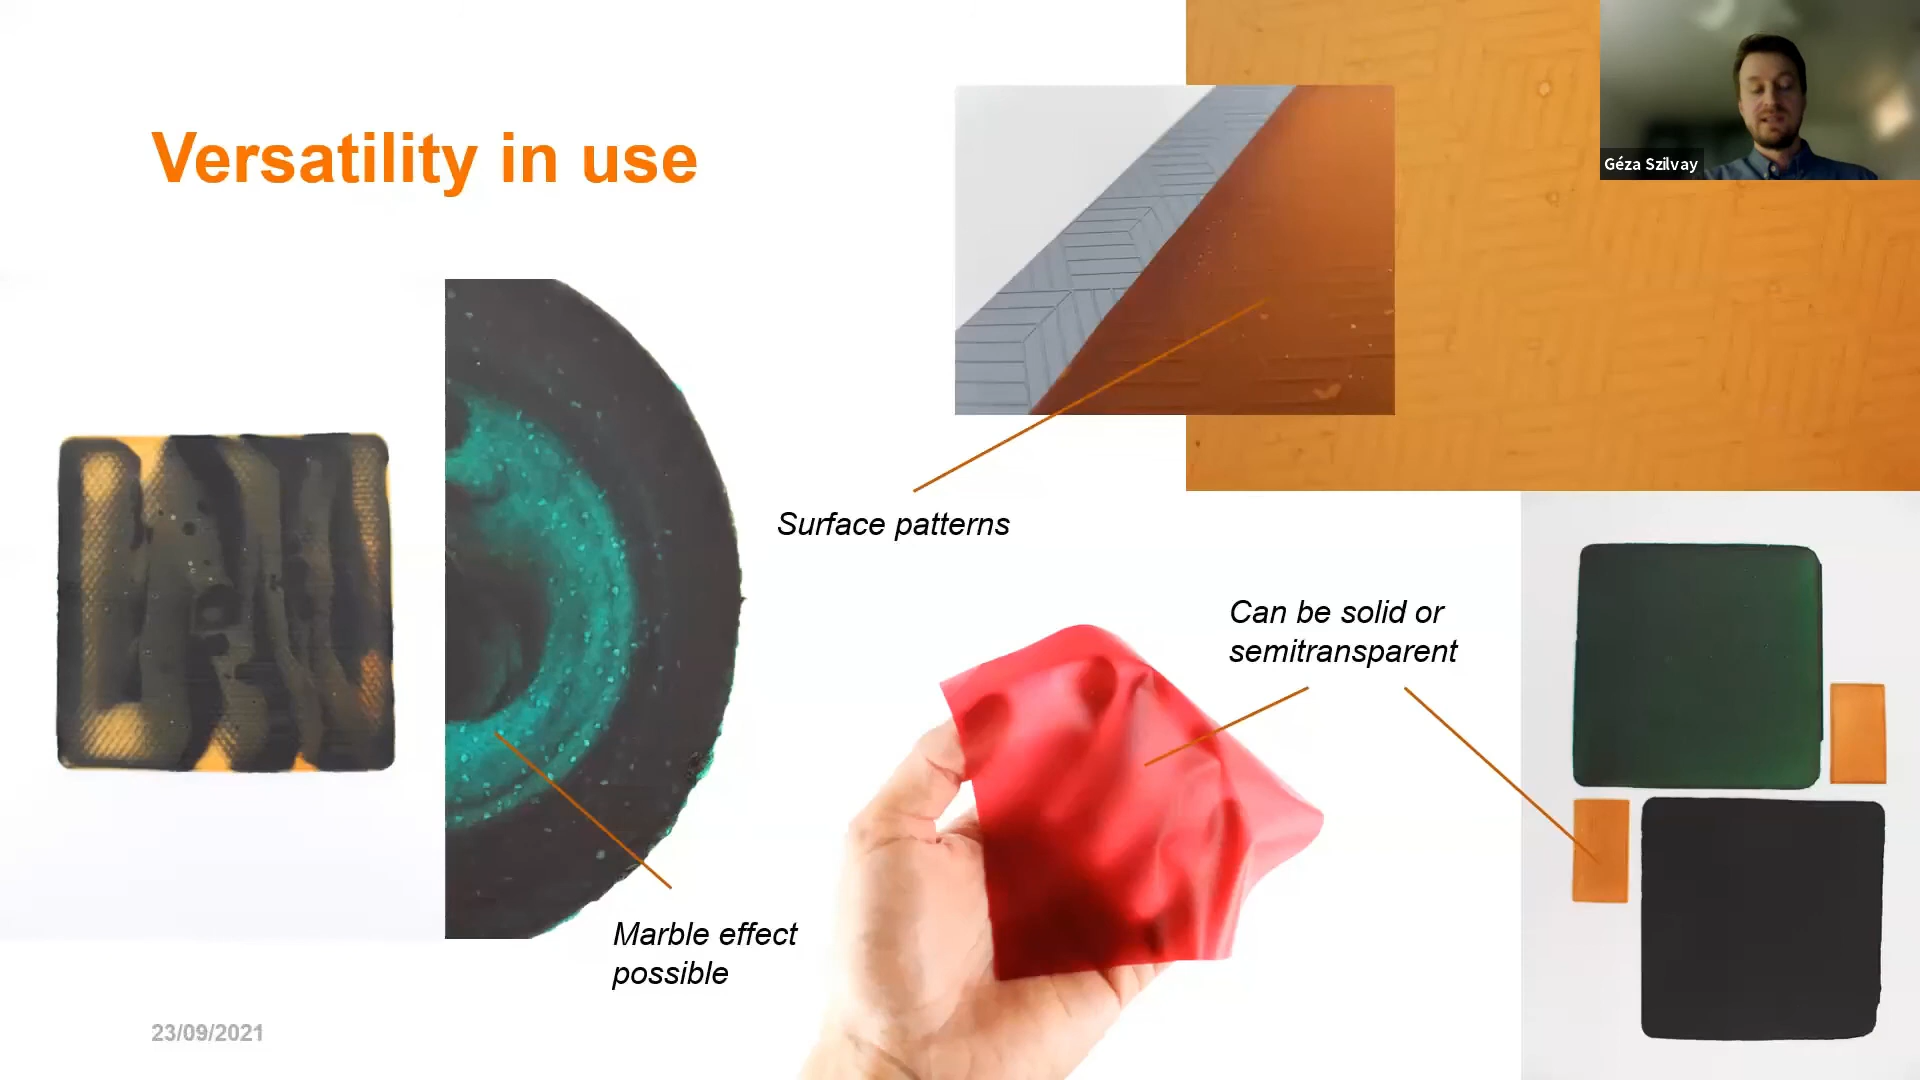 Versatility in use
Géza Szilvay
Surface patterns
Can be solid or
semitransparent
Marble effect
possible
23/09/2021